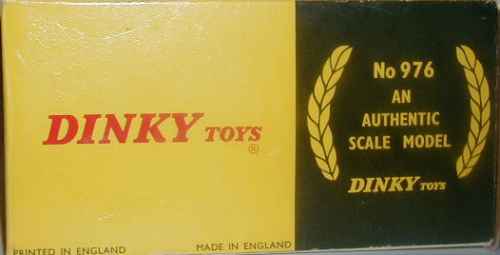 DINKY TOYS
®
PRINTED IN ENGLAND
MADE IN ENGLAND
No 976
AN
AUTHENTIC
SCALE MODEL
DINKY TOYS